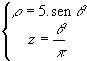 ρ = 5.sen θ
z = θ/π